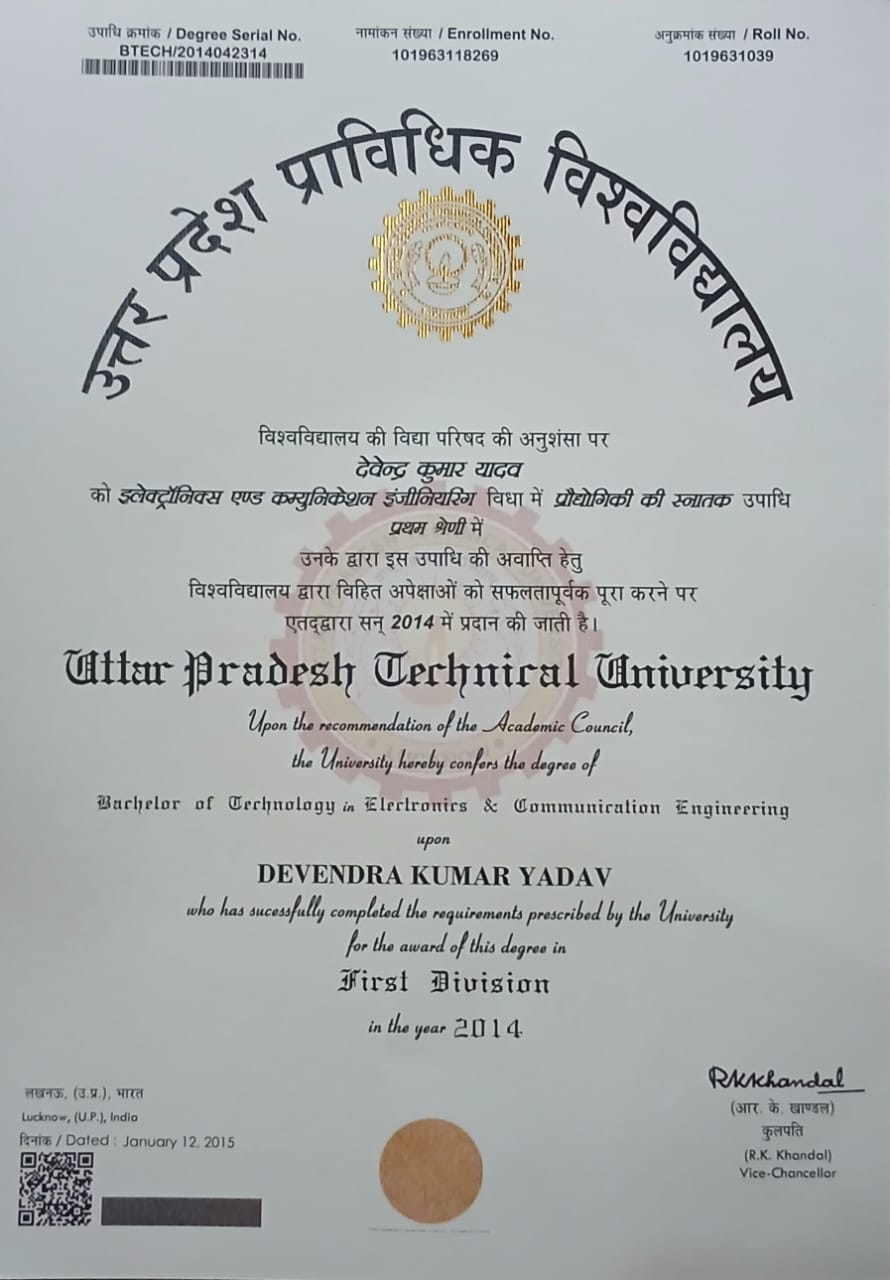 उपाधि क्रमांक / Degree Serial No.
BTECH/2014042314
नामांकन संख्या / Enrollment No.
101963118269
अनुक्रमांक संख्या / Roll No.
1019631039
उत्तर प्रदेश प्राविधिक विश्वविद्यालय
विश्वविद्यालय की विद्या परिषद की अनुशंसा पर
देवेन्द्र कुमार यादव
को इलेक्ट्रॉनिक्स एण्ड कम्युनिकेशन इंजीनियरिंग विधा में प्रौद्योगिकी की स्नातक उपाधि
प्रथम श्रेणी में
उनके द्वारा इस उपाधि की अवाप्ति हेतु
विश्वविद्यालय द्वारा विहित अपेक्षाओं को सफलतापूर्वक पूरा करने पर
एतद्द्वारा सन् 2014 में प्रदान की जाती है।
Uttar Pradesh Technical University
Upon the recommendation of the Academic Council,
the University hereby confers the degree of
Bachelor of Technology in Electronics & Communication Engineering
upon
DEVENDRA KUMAR YADAV
who has sucessfully completed the requirements prescribed by the University
for the award of this degree in
First Division
in the year 2014
लखनऊ, (उ.प्र.), भारत
Lucknow, (U.P.), India
दिनांक / Dated : January 12, 2015
RKKhandal
(आर. के. खाण्डल)
कुलपति
(R.K. Khandal)
Vice-Chancellor